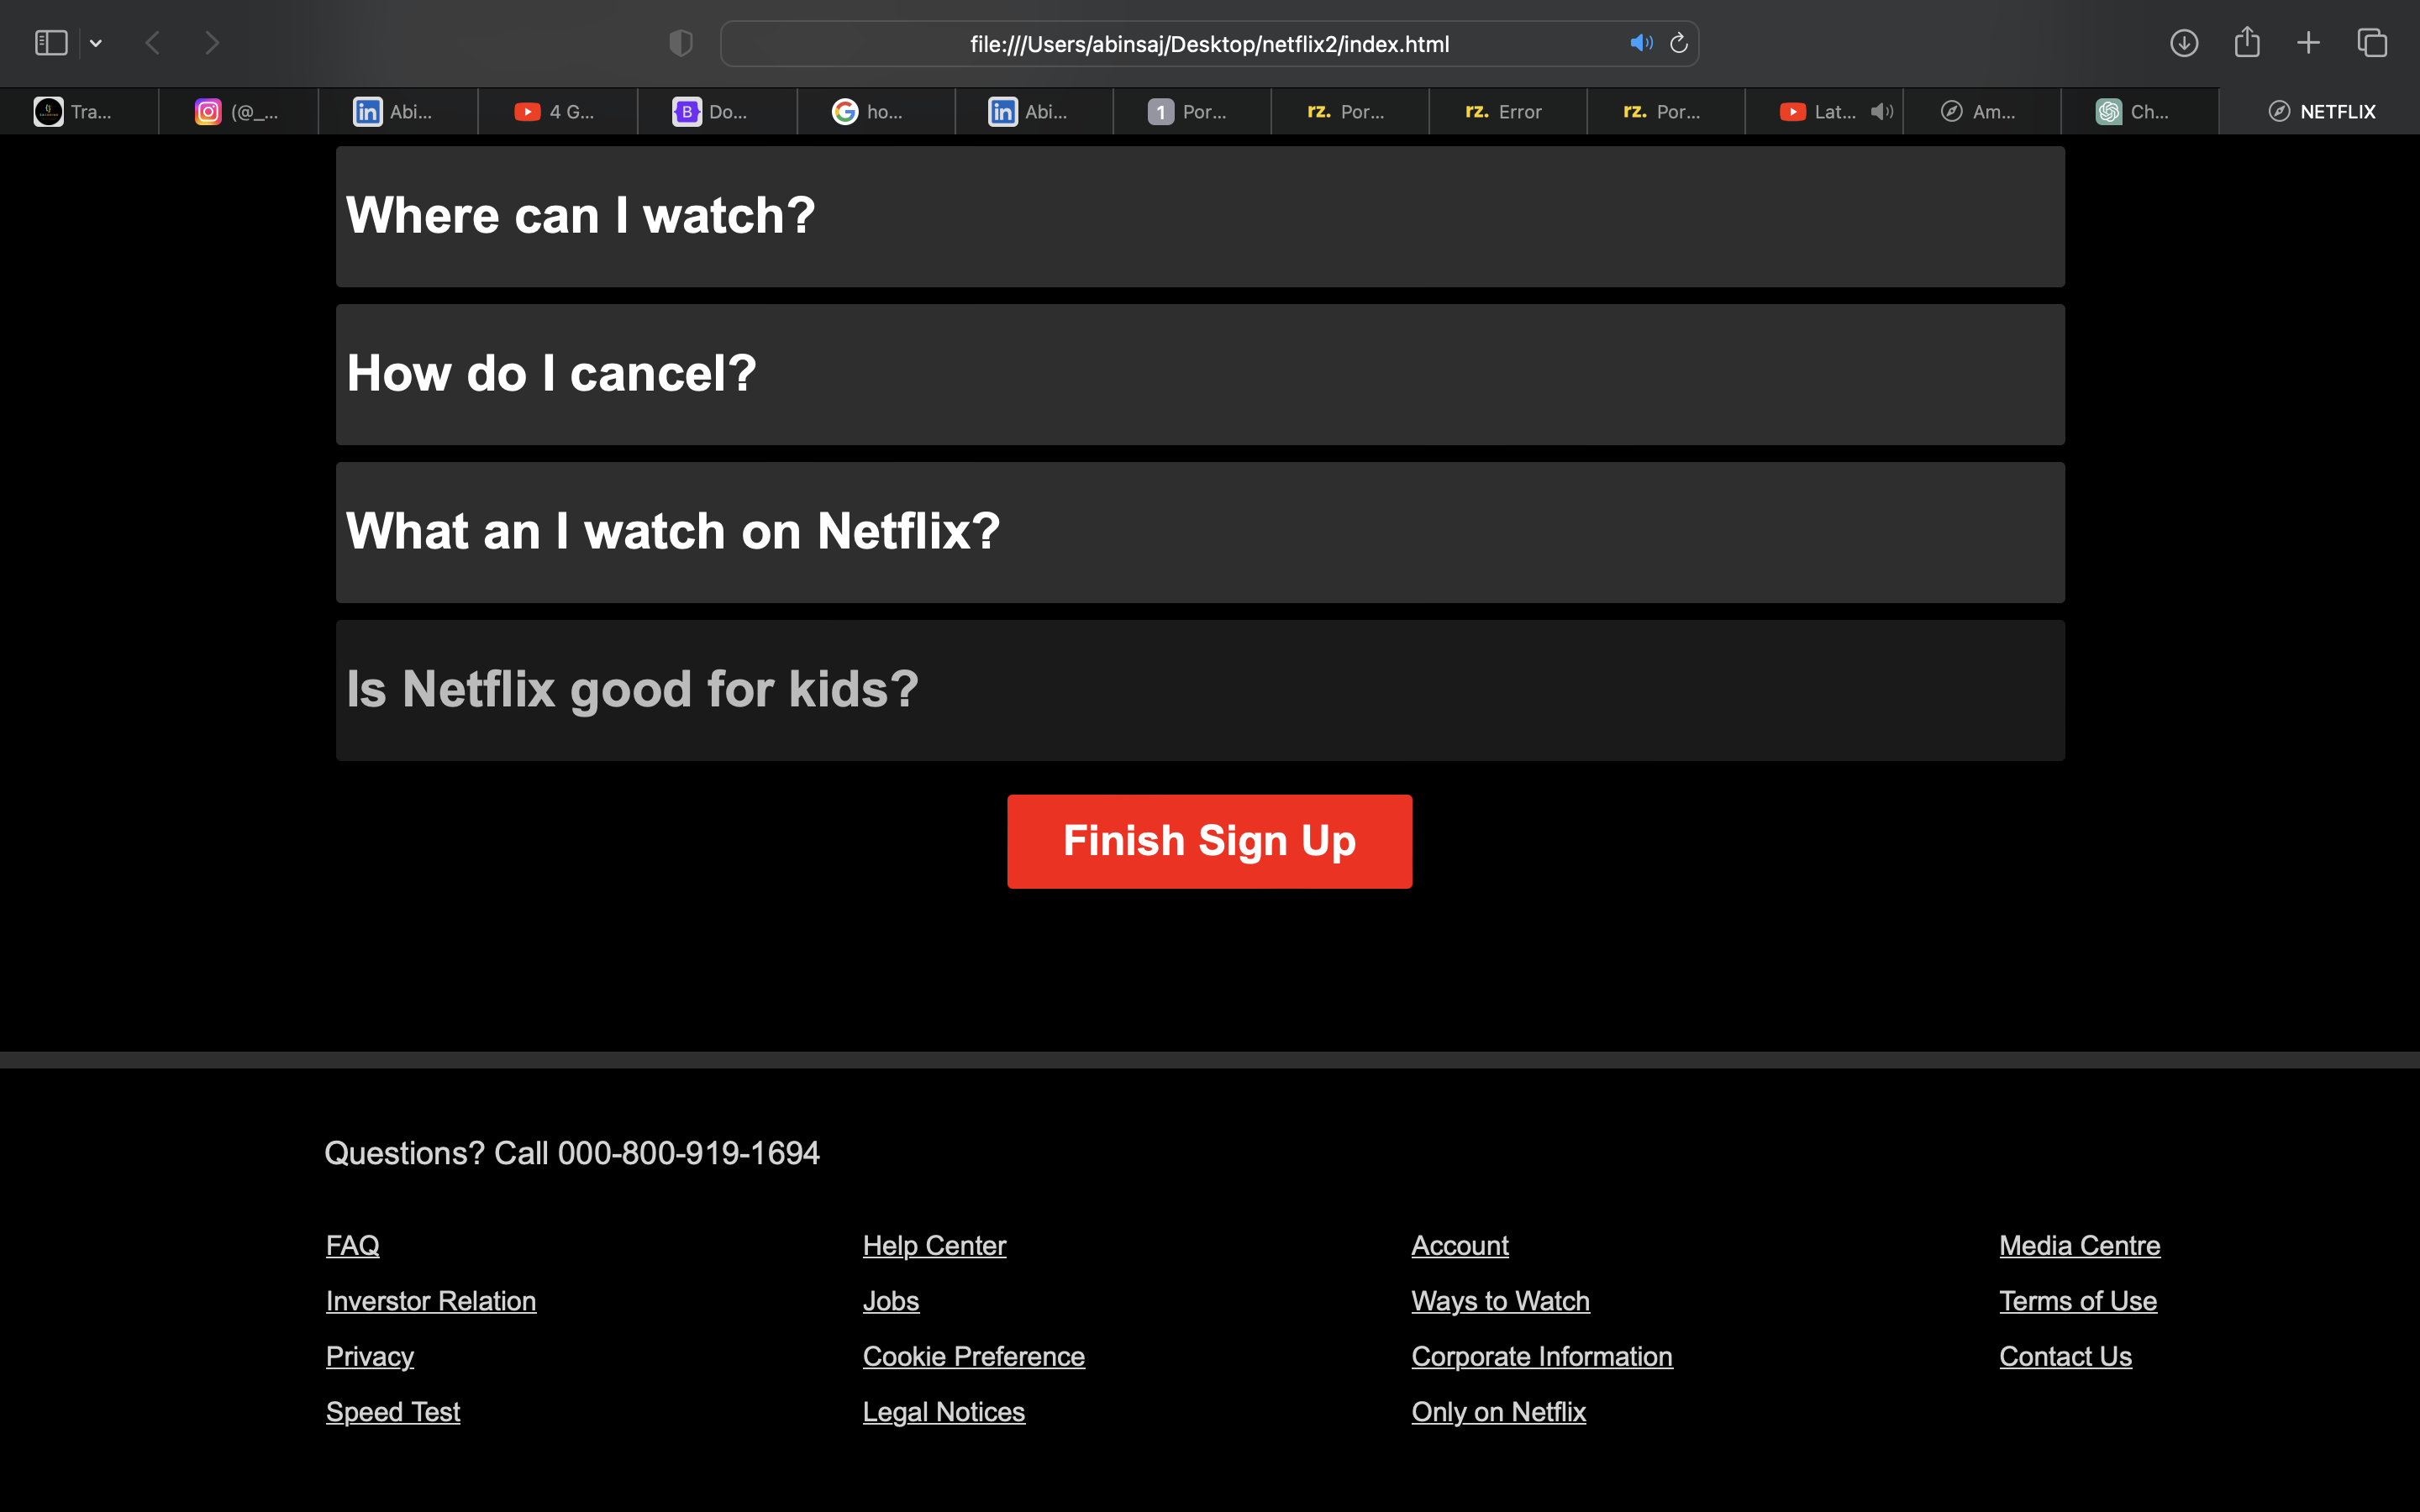 file:///Users/abinsaj/Desktop/netflix2/index.html
Tra... (@_... Abi... 4 G... Do... ho... Abi... 1 Por... rz. Por... rz. Error rz. Por... Lat... Am... Ch... NETFLIX
Where can I watch?
How do I cancel?
What an I watch on Netflix?
Is Netflix good for kids?
Finish Sign Up
Questions? Call 000-800-919-1694
FAQ Help Center Account Media Centre
Inverstor Relation Jobs Ways to Watch Terms of Use
Privacy Cookie Preference Corporate Information Contact Us
Speed Test Legal Notices Only on Netflix